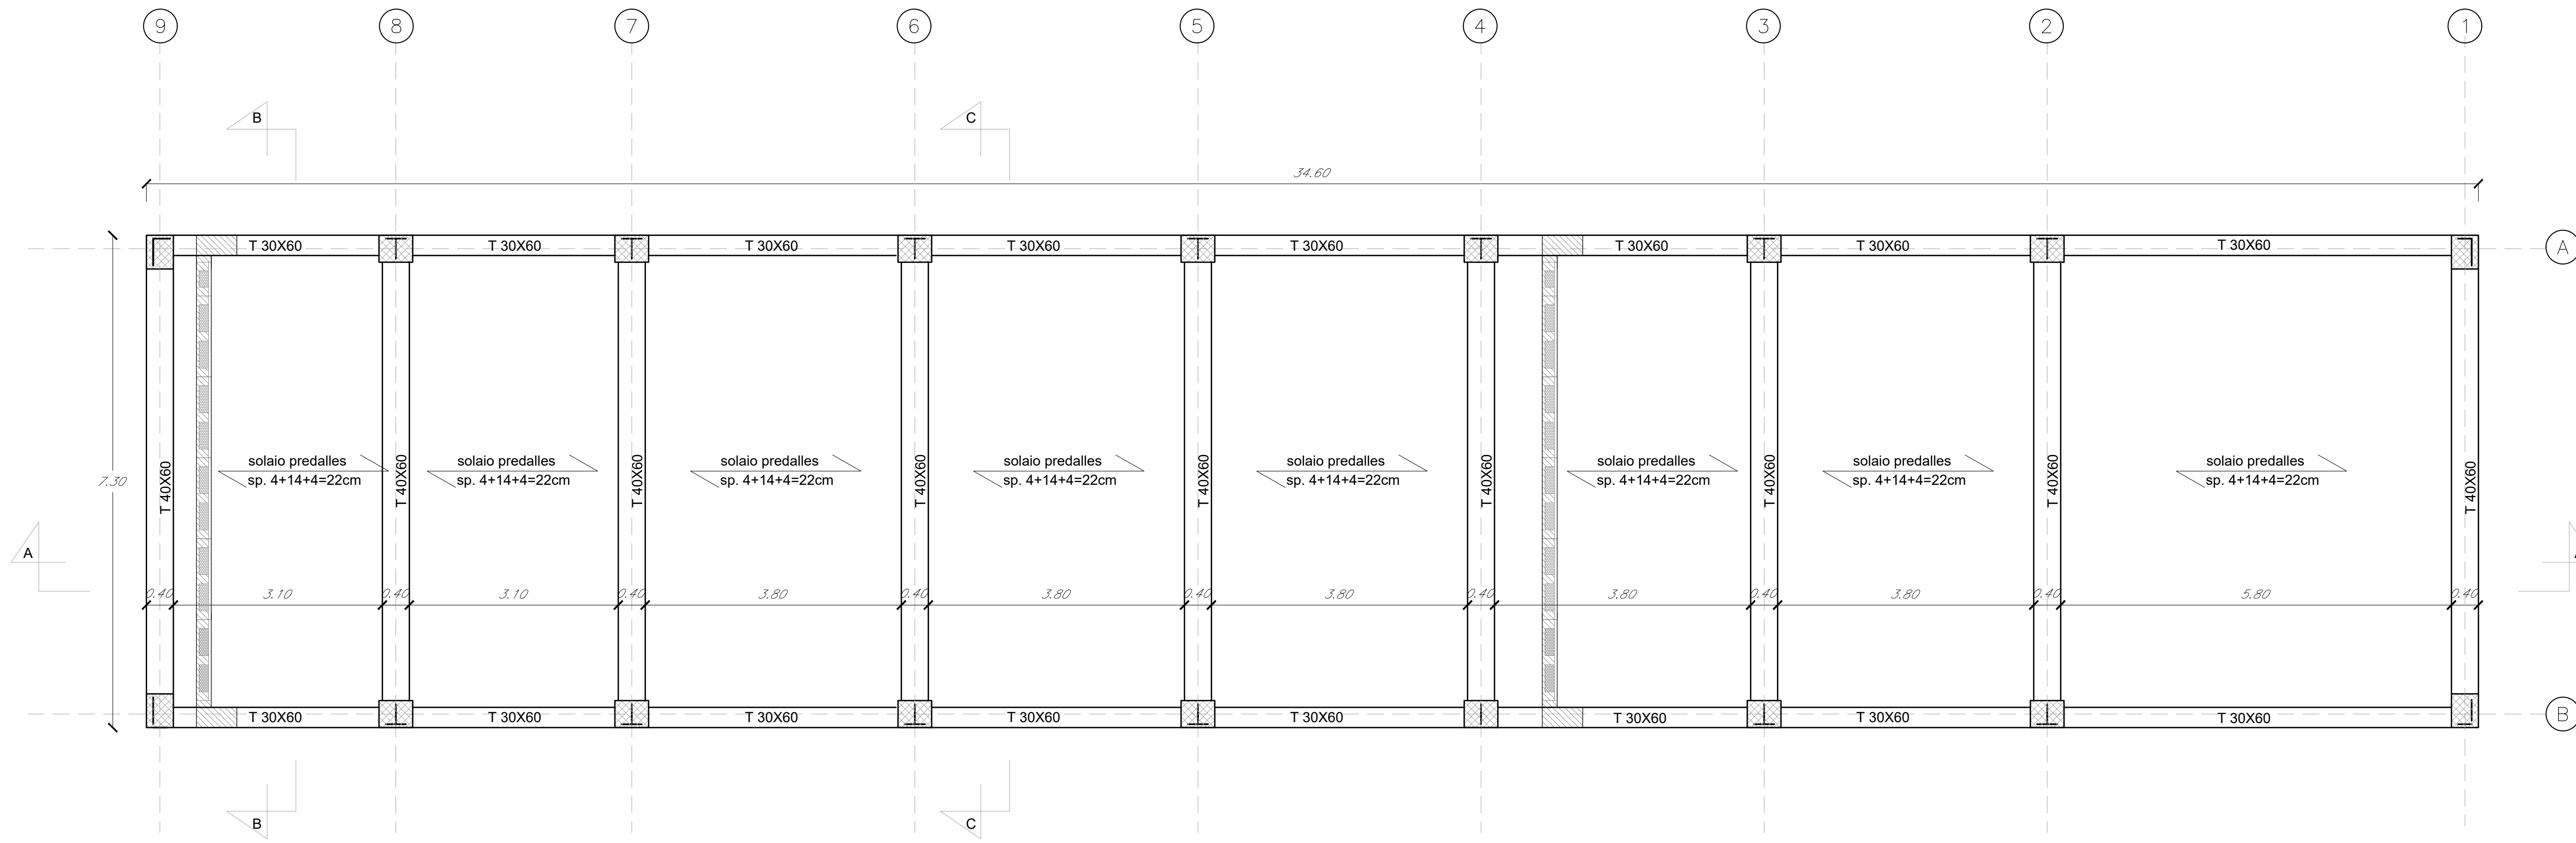 9 8 7 6 5 4 3 2 1
B C
34.60
T 30X60 T 30X60 T 30X60 T 30X60 T 30X60 T 30X60 T 30X60 T 30X60 A
solaio predalles solaio predalles solaio predalles solaio predalles solaio predalles solaio predalles solaio predalles solaio predalles
sp. 4+14+4=22cm sp. 4+14+4=22cm sp. 4+14+4=22cm sp. 4+14+4=22cm sp. 4+14+4=22cm sp. 4+14+4=22cm sp. 4+14+4=22cm sp. 4+14+4=22cm
7.30
T 40X60 T 40X60 T 40X60 T 40X60 T 40X60 T 40X60 T 40X60 T 40X60 T 40X60
A
0.40 3.10 0.40 3.10 0.40 3.80 0.40 3.80 0.40 3.80 0.40 3.80 0.40 3.80 0.40 5.80 0.40
T 30X60 T 30X60 T 30X60 T 30X60 T 30X60 T 30X60 T 30X60 T 30X60 B
B C